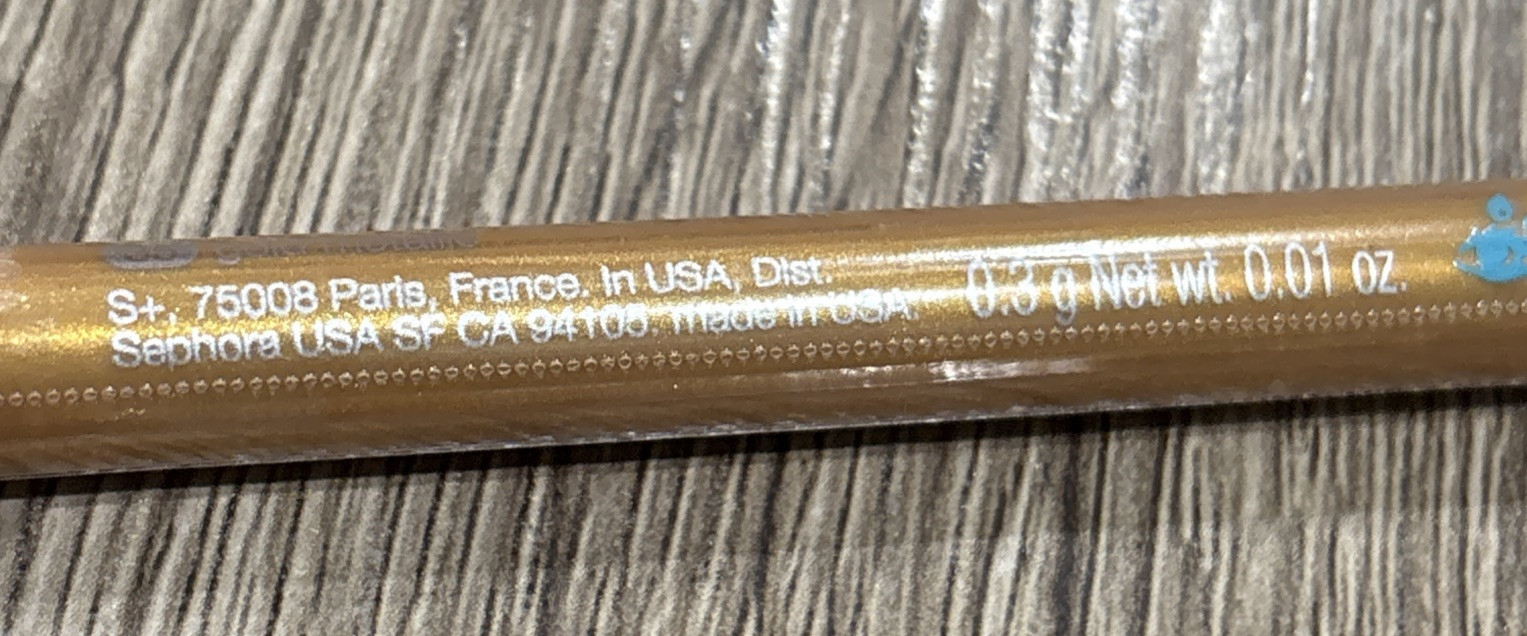 S+, 75008 Paris, France. In USA, Dist.
Sephora USA SF CA 94105. made in USA.
0.3 g Net wt. 0.01 oz.